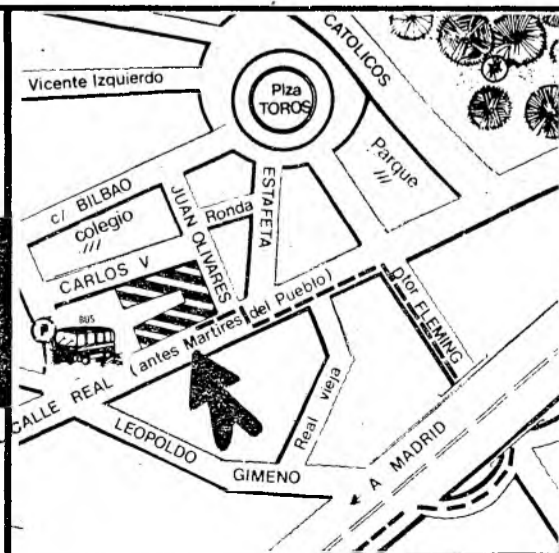 CATOLICOS
Vicente Izquierdo
Plza
TOROS
Parque
c/ BILBAO
colegio
JUAN OLIVARES
Ronda
ESTAFETA
CARLOS V
P
BUS
CALLE REAL (antes Martires del Pueblo)
Dtor FLEMING
Real vieja
LEOPOLDO GIMENO
A MADRID